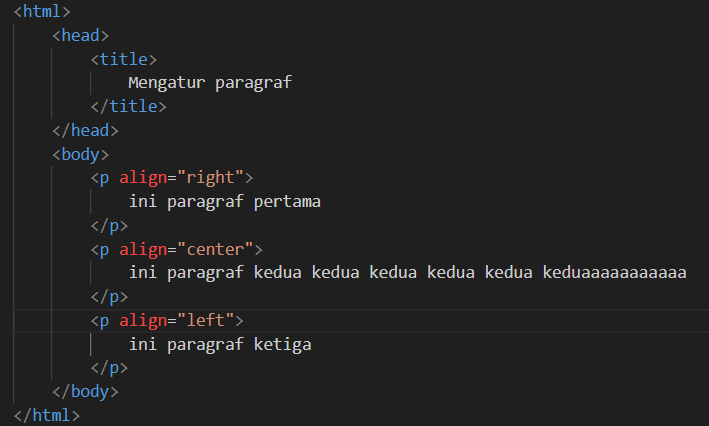 <html>
<head>
<title>
Mengatur paragraf
</title>
</head>
<body>
<p align="right">
ini paragraf pertama
</p>
<p align="center">
ini paragraf kedua kedua kedua kedua kedua keduaaaaaaaaaaa
</p>
<p align="left">
ini paragraf ketiga
</p>
</body>
</html>